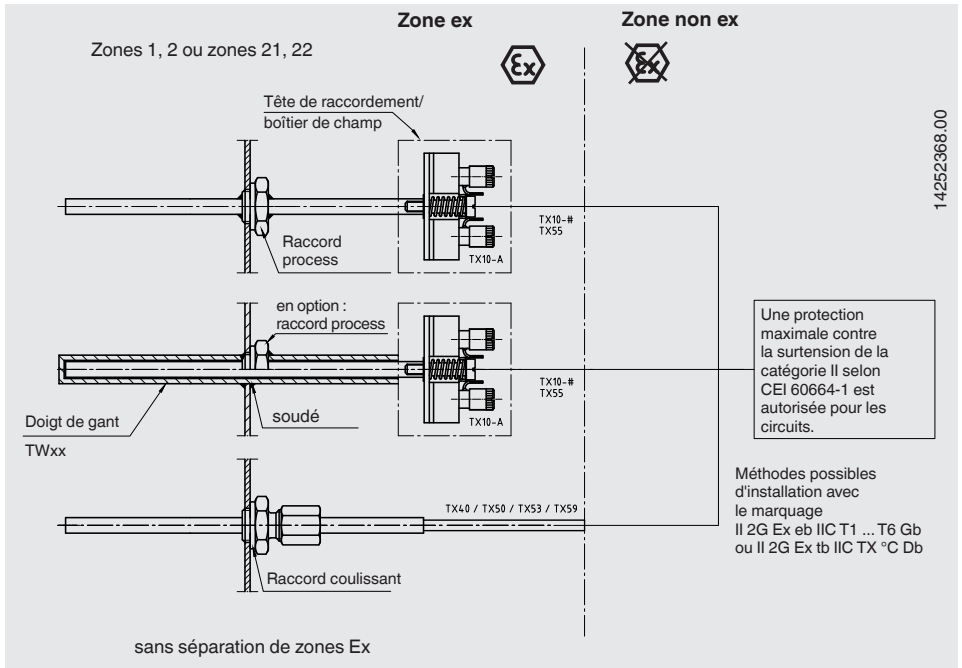 Zone ex
Zone non ex
Zones 1, 2 ou zones 21, 22
Ex
Ex
Tête de raccordement/
boîtier de champ
14252368.00
TX10-#
TX55
Raccord
process
TX10-A
en option :
raccord process
Une protection
maximale contre
la surtension de la
catégorie II selon
CEI 60664-1 est
autorisée pour les
circuits.
TX10-#
TX55
Doigt de gant
TWxx
soudé
TX10-A
Méthodes possibles
d'installation avec
le marquage
II 2G Ex eb IIC T1 ... T6 Gb
ou II 2G Ex tb IIC TX °C Db
TX40 / TX50 / TX53 / TX59
Raccord coulissant
sans séparation de zones Ex